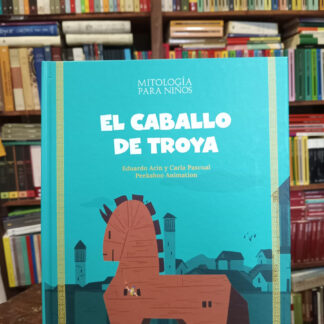 MITOLOGÍA
PARA NIÑOS
EL CABALLO
DE TROYA
Eduardo Acín y Carla Pascual
Peekaboo Animation